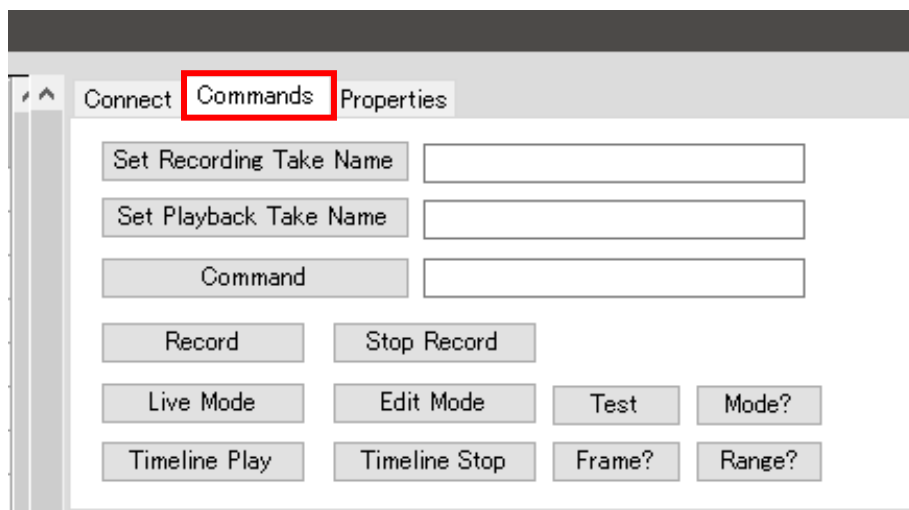 Connect Commands Properties
Set Recording Take Name
Set Playback Take Name
Command
Record Stop Record
Live Mode Edit Mode Test Mode?
Timeline Play Timeline Stop Frame? Range?